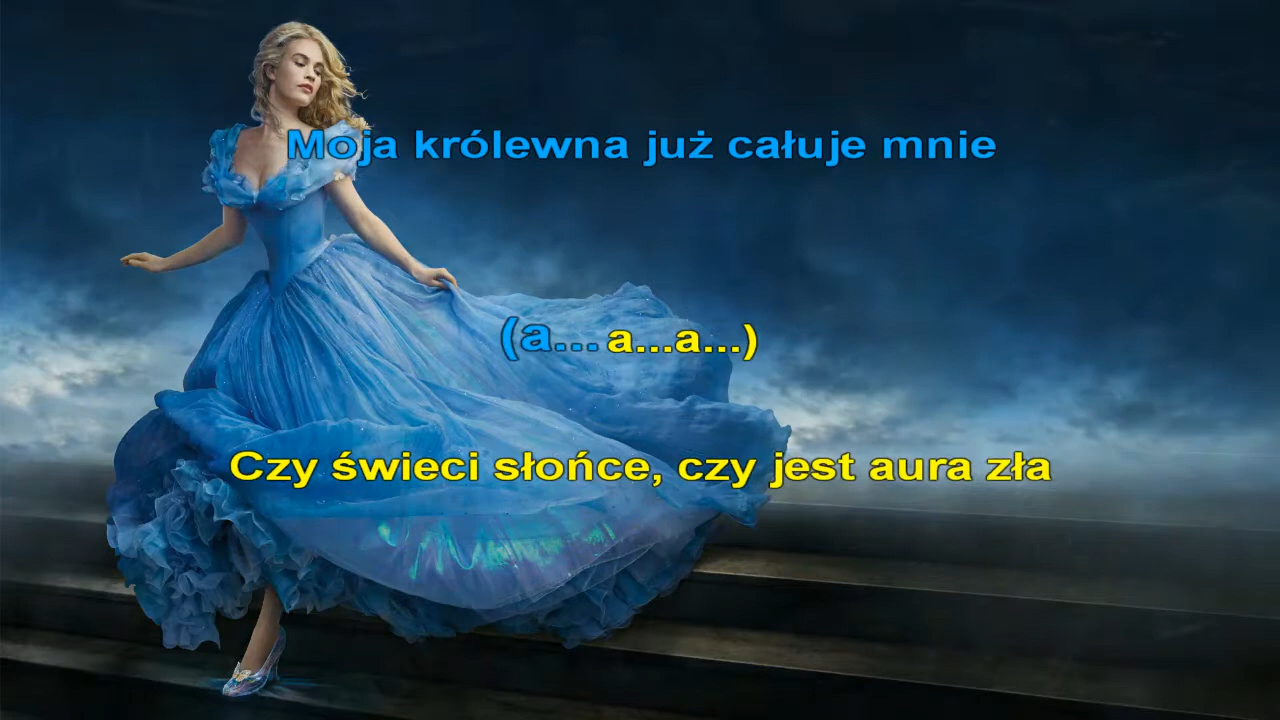 Moja królewna już całuje mnie
(a... a...a...)
Czy świeci słońce, czy jest aura zła